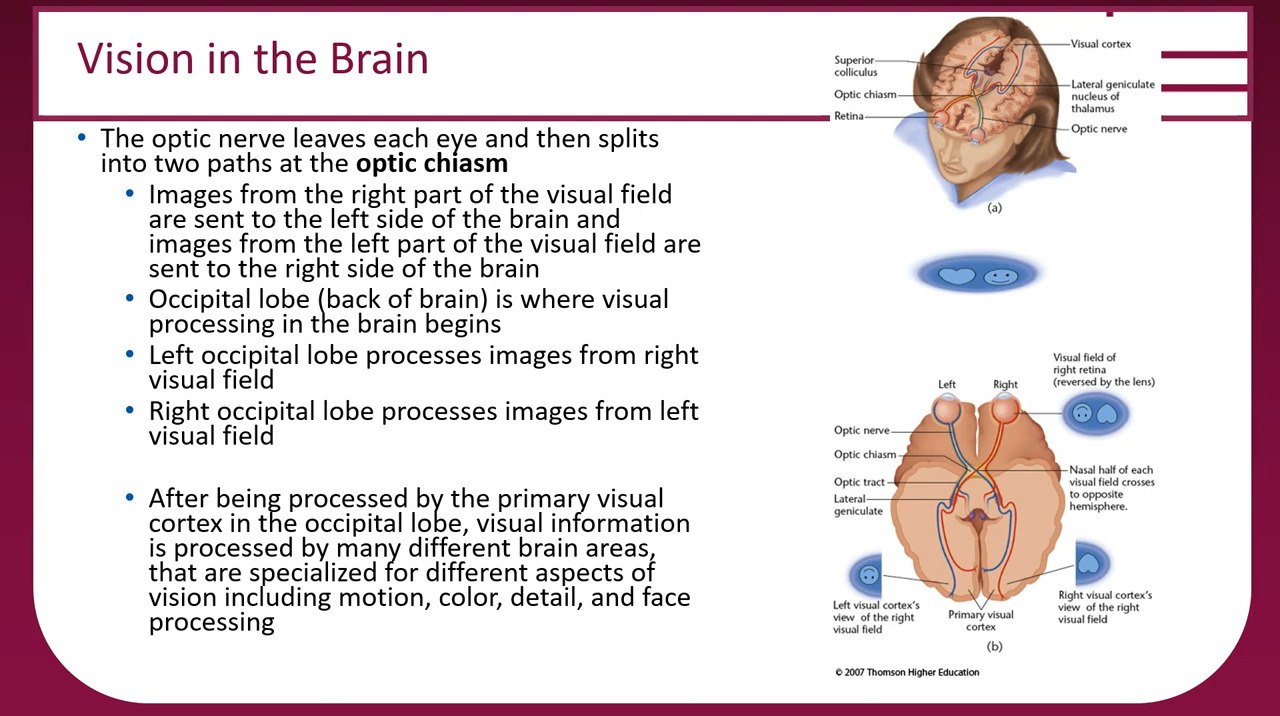 Vision in the Brain
• The optic nerve leaves each eye and then splits
into two paths at the optic chiasm
• Images from the right part of the visual field
are sent to the left side of the brain and
images from the left part of the visual field are
sent to the right side of the brain
• Occipital lobe (back of brain) is where visual
processing in the brain begins
• Left occipital lobe processes images from right
visual field
• Right occipital lobe processes images from left
visual field
• After being processed by the primary visual
cortex in the occipital lobe, visual information
is processed by many different brain areas,
that are specialized for different aspects of
vision including motion, color, detail, and face
processing
Visual cortex
Superior
colliculus
Lateral geniculate
nucleus of
thalamus
Optic chiasm
Retina
Optic nerve
(a)
Visual field of
right retina
(reversed by the lens)
Left
Right
Optic nerve
Optic chiasm
Nasal half of each
visual field crosses
to opposite
hemisphere.
Optic tract
Lateral
geniculate
Left visual cortex's
view of the right
visual field
Primary visual
cortex
Right visual cortex's
view of the right
visual field
(b)
© 2007 Thomson Higher Education